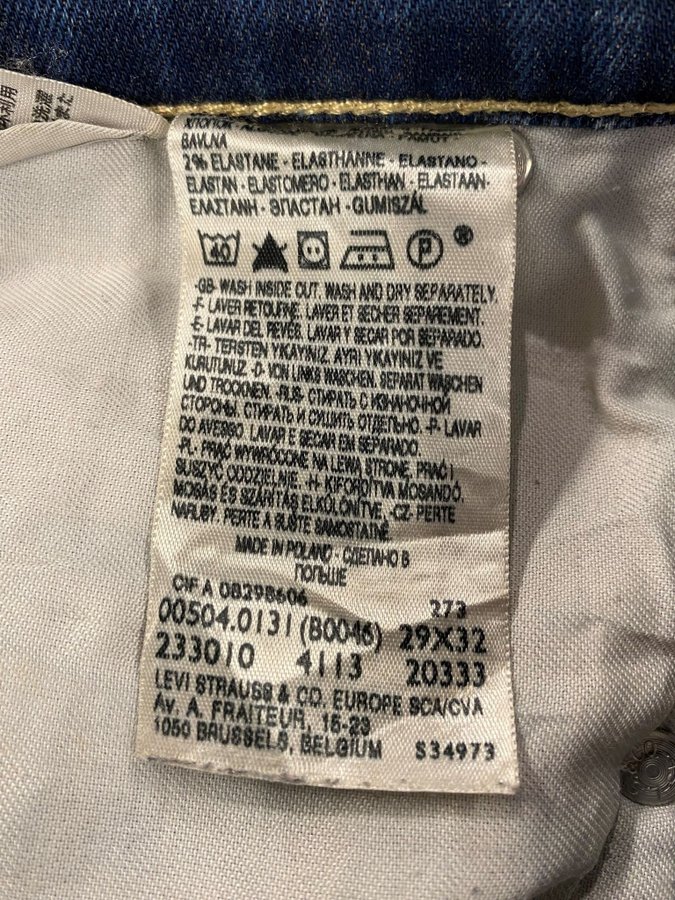 BAVLNA
2% ELASTANE - ELASTHANNE - ELASTANO -
ELASTAN - ELASTOMERO - ELASTHAN - ELASTAAN -
ΕΛΑΣΤΑΝΗ - ЭЛАСТАН - GUMISZÁL
40 P ®
-GB- WASH INSIDE OUT. WASH AND DRY SEPARATELY.
-F- LAVER RETOURNE. LAVER ET SECHER SEPAREMENT.
-E- LAVAR DEL REVÉS. LAVAR Y SECAR POR SEPARADO.
-TR- TERSTEN YIKAYINIZ. AYRI YIKAYINIZ VE
KURUTUNUZ. -D- VON LINKS WASCHEN. SEPARAT WASCHEN
UND TROCKNEN. -RUS- СТИРАТЬ С ИЗНАНОЧНОЙ
СТОРОНЫ. СТИРАТЬ И СУШИТЬ ОТДЕЛЬНО. -P- LAVAR
DO AVESSO. LAVAR E SECAR EM SEPARADO.
-PL- PRAĆ WYWRÓCONE NA LEWĄ STRONĘ. PRAĆ I
SUSZYĆ ODDZIELNIE. -H- KIFORDÍTVA MOSANDÓ.
MOSÁS ÉS SZÁRÍTÁS ELKÜLÖNÍTVE. -CZ- PERTE
NARUBY. PERTE A SUŠTE SAMOSTATNĚ.
MADE IN POLAND - СДЕЛАНО В
ПОЛЬШЕ
CIF A 08298606 273
00504.0131 (B0046) 29X32
233010 4113 20333
LEVI STRAUSS & CO. EUROPE SCA/CVA
Av. A. FRAITEUR, 15-23
1050 BRUSSELS, BELGIUM S34973